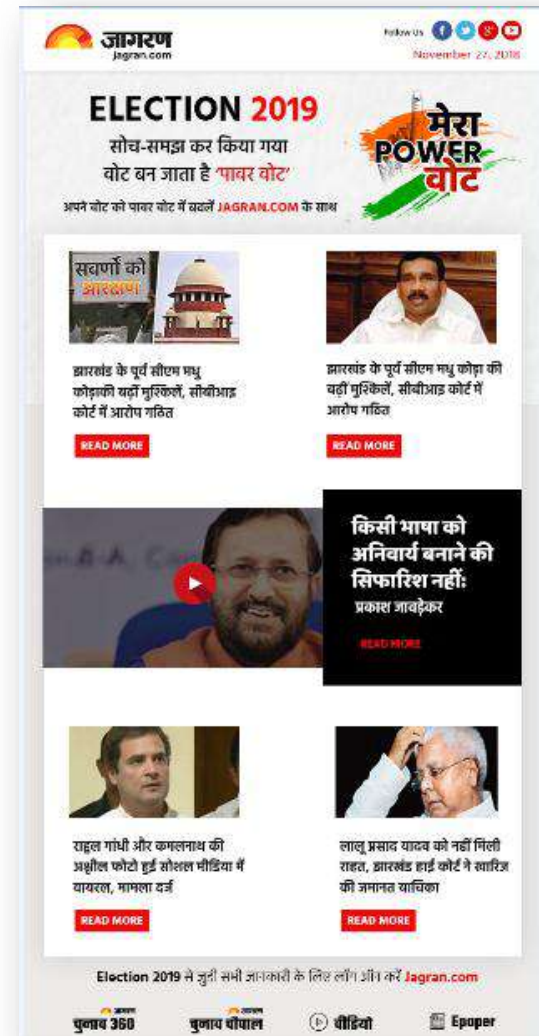 जागरण
jagran.com
Follow Us
November 27, 2018
ELECTION 2019
सोच-समझ कर किया गया
वोट बन जाता है 'पावर वोट'
अपने वोट को पावर वोट में बदलें JAGRAN.COM के साथ
मेरा
POWER
वोट
सवर्णों को
आरक्षण
झारखंड के पूर्व सीएम मधु
कोड़ाकी बढ़ीं मुश्किलें, सीबीआइ
कोर्ट में आरोप गठित
READ MORE
झारखंड के पूर्व सीएम मधु कोड़ा की
बढ़ीं मुश्किलें, सीबीआइ कोर्ट में
आरोप गठित
READ MORE
किसी भाषा को
अनिवार्य बनाने की
सिफारिश नहीं:
प्रकाश जावड़ेकर
READ MORE
राहुल गांधी और कमलनाथ की
अश्लील फोटो हुई सोशल मीडिया में
वायरल, मामला दर्ज
READ MORE
लालू प्रसाद यादव को नहीं मिली
राहत, झारखंड हाई कोर्ट ने खारिज
की जमानत याचिका
READ MORE
Election 2019 से जुड़ी सभी जानकारी के लिए लॉग ऑन करें Jagran.com
चुनाव 360
चुनाव चौपाल
वीडियो
Epaper